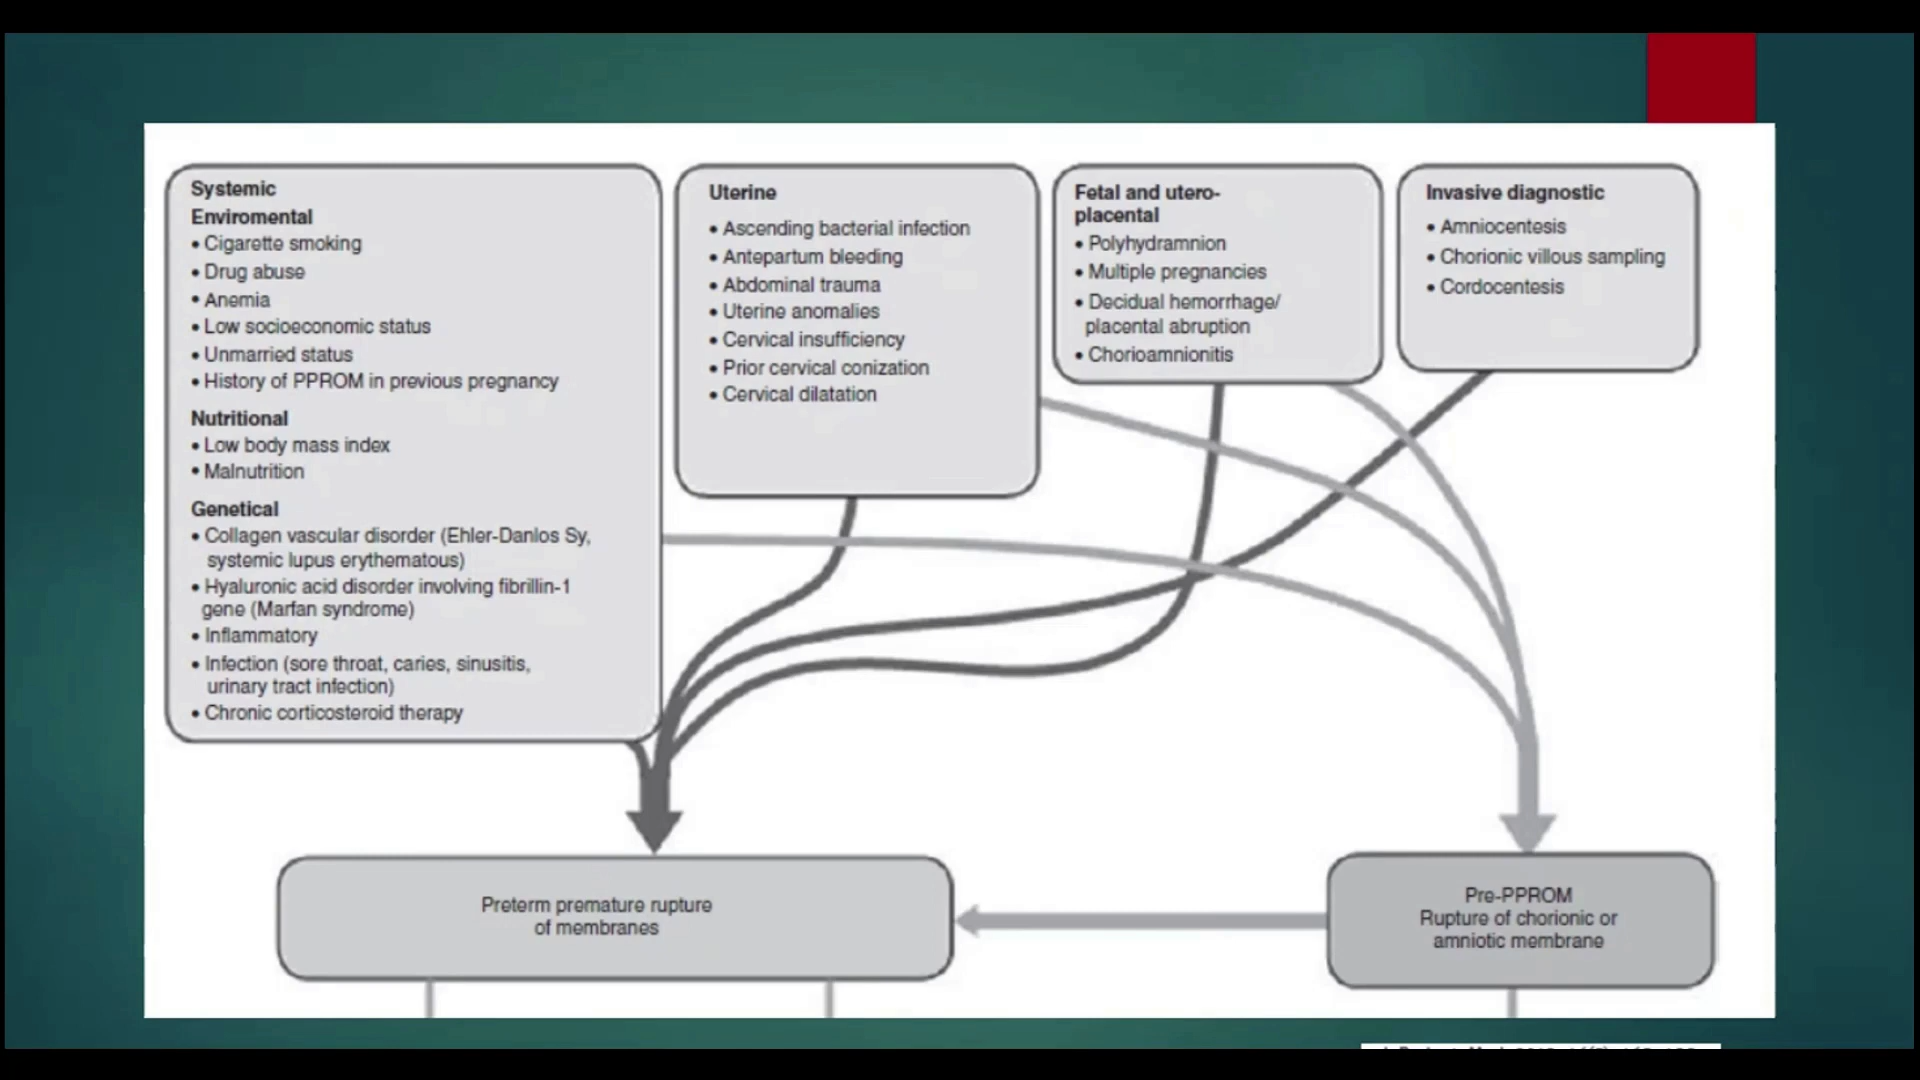 Systemic
Enviromental
• Cigarette smoking
• Drug abuse
• Anemia
• Low socioeconomic status
• Unmarried status
• History of PPROM in previous pregnancy
Nutritional
• Low body mass index
• Malnutrition
Genetical
• Collagen vascular disorder (Ehler-Danlos Sy,
systemic lupus erythematous)
• Hyaluronic acid disorder involving fibrillin-1
gene (Marfan syndrome)
• Inflammatory
• Infection (sore throat, caries, sinusitis,
urinary tract infection)
• Chronic corticosteroid therapy
Uterine
• Ascending bacterial infection
• Antepartum bleeding
• Abdominal trauma
• Uterine anomalies
• Cervical insufficiency
• Prior cervical conization
• Cervical dilatation
Fetal and utero-
placental
• Polyhydramnion
• Multiple pregnancies
• Decidual hemorrhage/
placental abruption
• Chorioamnionitis
Invasive diagnostic
• Amniocentesis
• Chorionic villous sampling
• Cordocentesis
Preterm premature rupture
of membranes
Pre-PPROM
Rupture of chorionic or
amniotic membrane